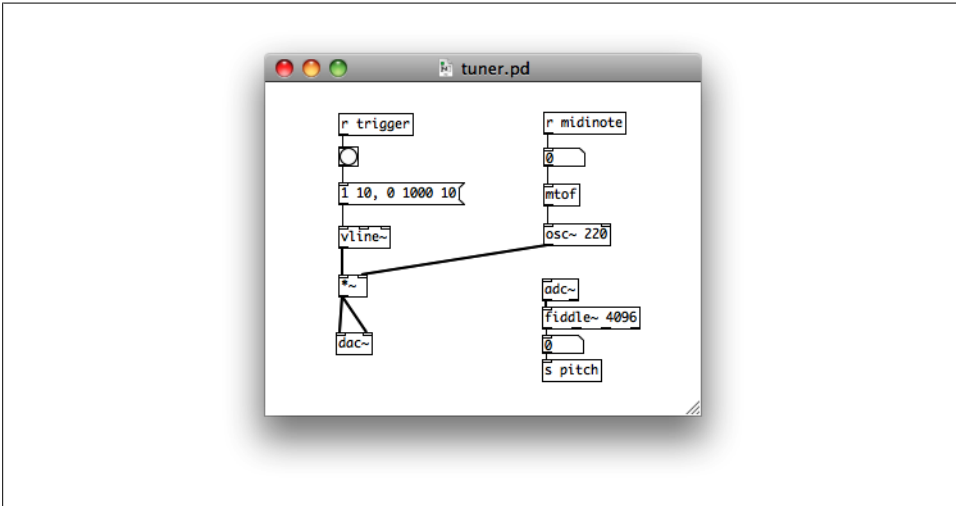 tuner.pd
r trigger
1 10, 0 1000 10
vline~
*~
dac~
r midinote
0
mtof
osc~ 220
adc~
fiddle~ 4096
0
s pitch